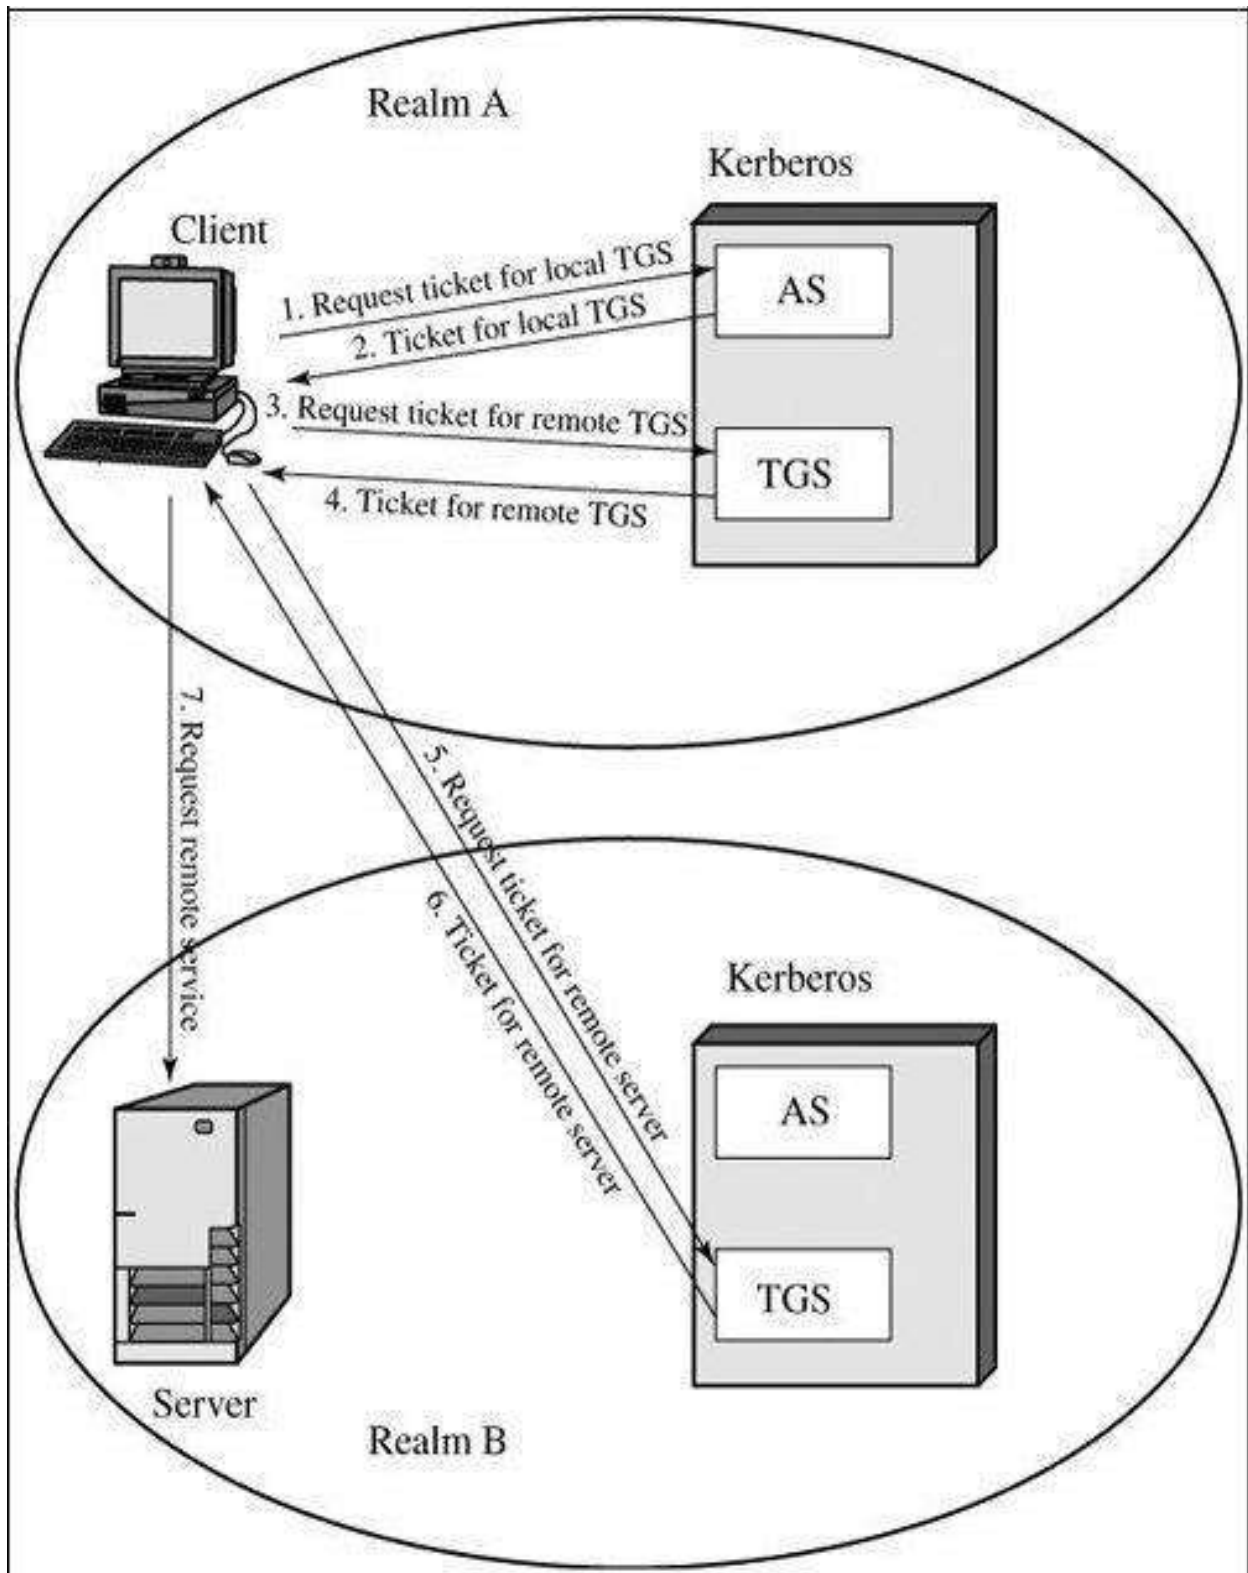 Realm A
Kerberos
Client
1. Request ticket for local TGS
AS
2. Ticket for local TGS
3. Request ticket for remote TGS
TGS
4. Ticket for remote TGS
7. Request remote service
5. Request ticket for remote server
6. Ticket for remote server
Kerberos
AS
TGS
Server
Realm B